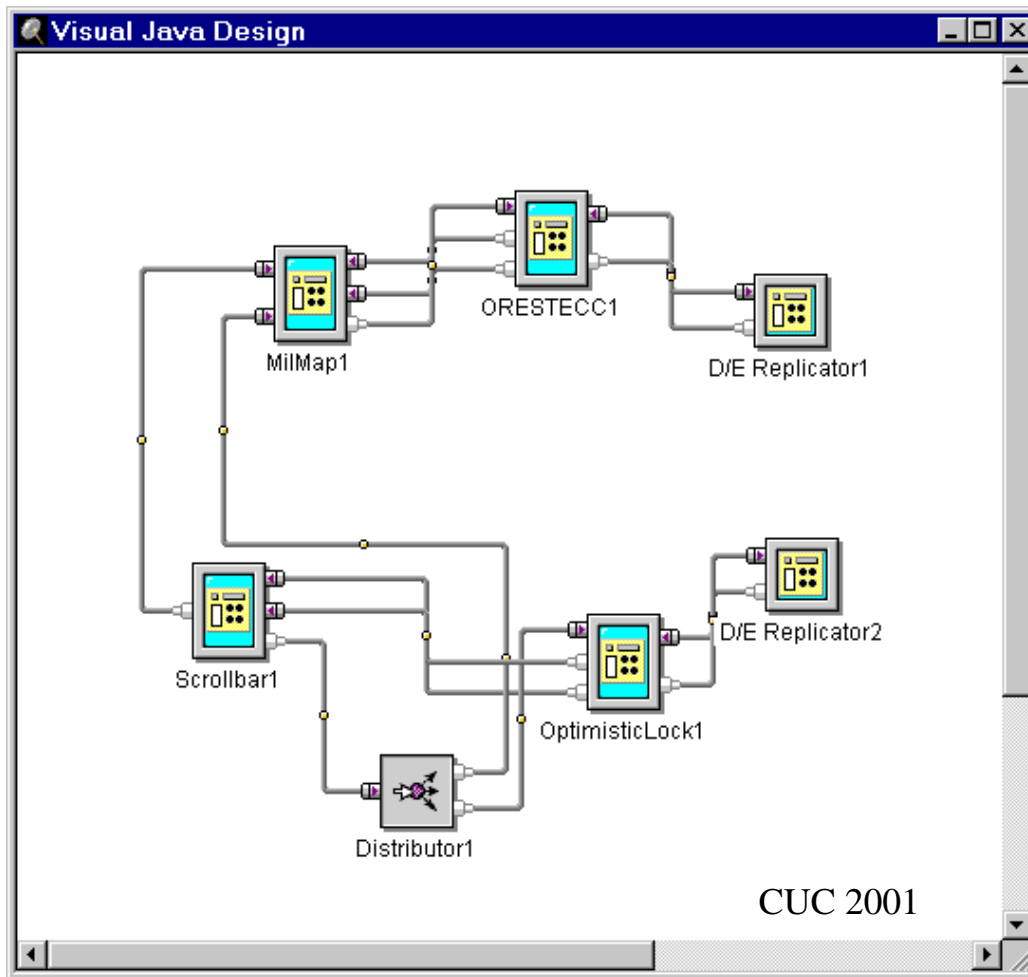 Visual Java Design
ORESTECC1
MilMap1
D/E Replicator1
D/E Replicator2
Scrollbar1
OptimisticLock1
Distributor1
CUC 2001